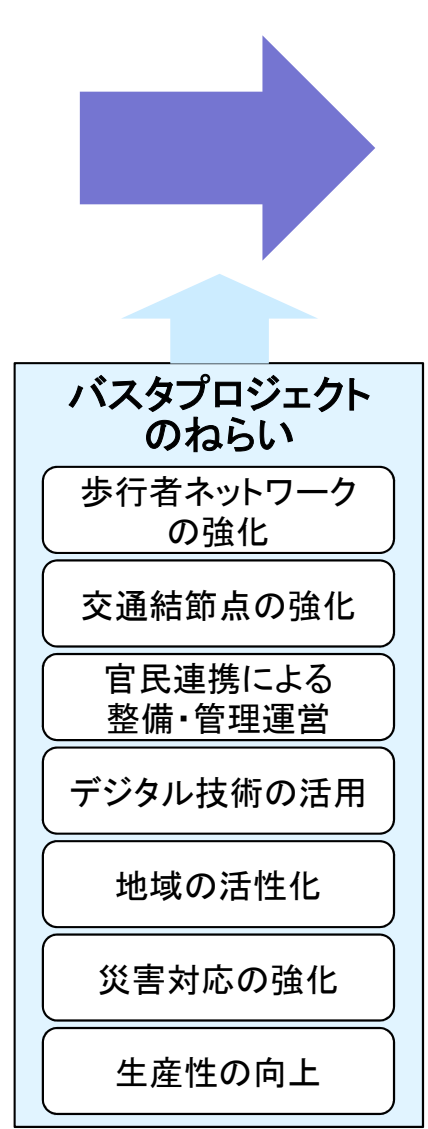 バスタプロジェクト
のねらい
歩行者ネットワーク
の強化
交通結節点の強化
官民連携による
整備・管理運営
デジタル技術の活用
地域の活性化
災害対応の強化
生産性の向上